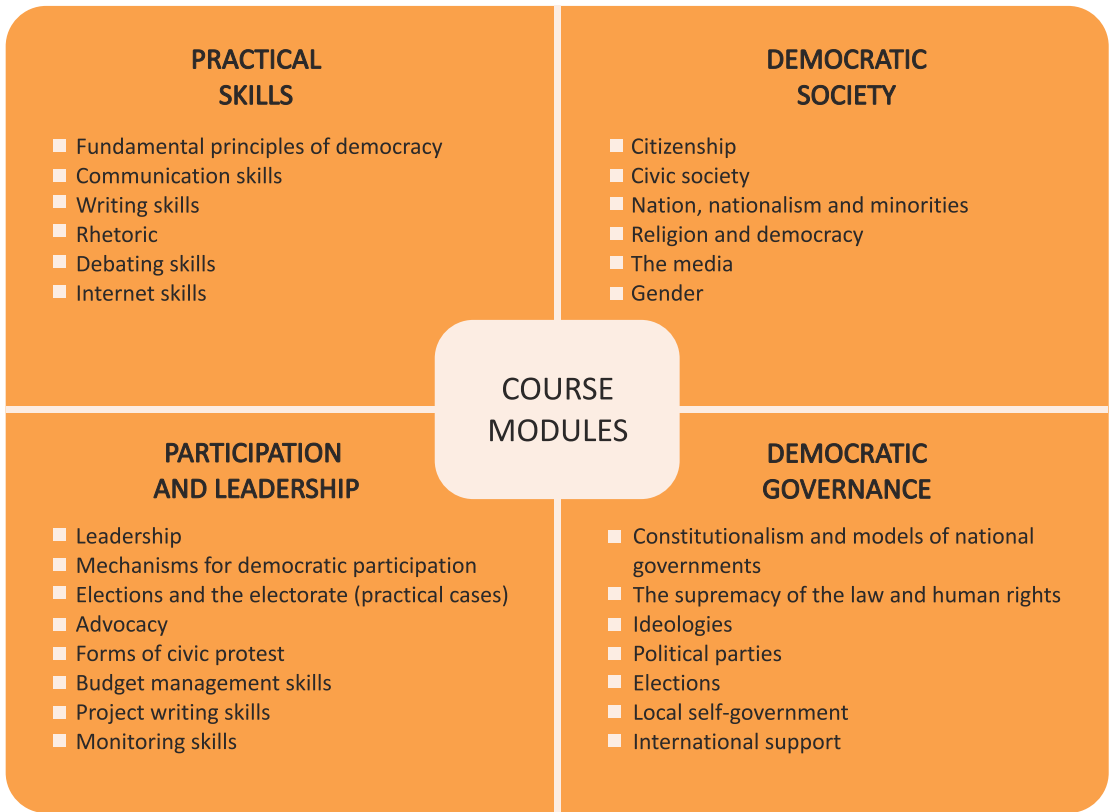 PRACTICAL
SKILLS
Fundamental principles of democracy
Communication skills
Writing skills
Rhetoric
Debating skills
Internet skills
DEMOCRATIC
SOCIETY
Citizenship
Civic society
Nation, nationalism and minorities
Religion and democracy
The media
Gender
COURSE
MODULES
PARTICIPATION
AND LEADERSHIP
Leadership
Mechanisms for democratic participation
Elections and the electorate (practical cases)
Advocacy
Forms of civic protest
Budget management skills
Project writing skills
Monitoring skills
DEMOCRATIC
GOVERNANCE
Constitutionalism and models of national
governments
The supremacy of the law and human rights
Ideologies
Political parties
Elections
Local self-government
International support